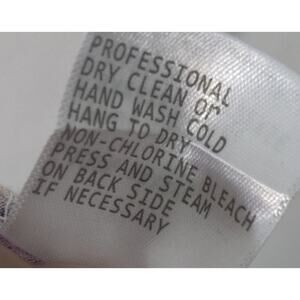 PROFESSIONAL
DRY CLEAN or
HAND WASH COLD
HANG TO DRY
NON-CHLORINE BLEACH
PRESS AND STEAM
ON BACK SIDE
IF NECESSARY